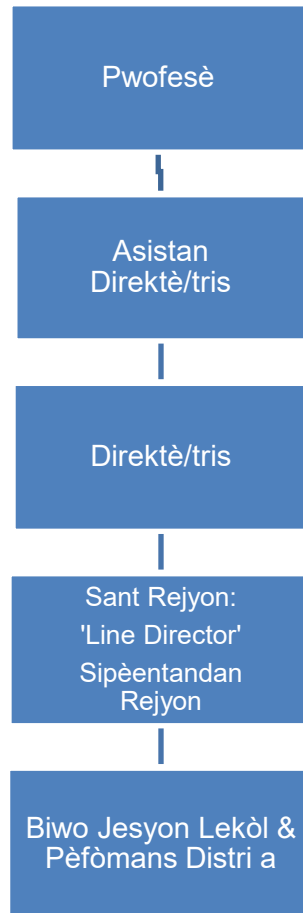 Pwofesè
Asistan
Direktè/tris
Direktè/tris
Sant Rejyon:
'Line Director'
Sipèentandan
Rejyon
Biwo Jesyon Lekòl &
Pèfòmans Distri a